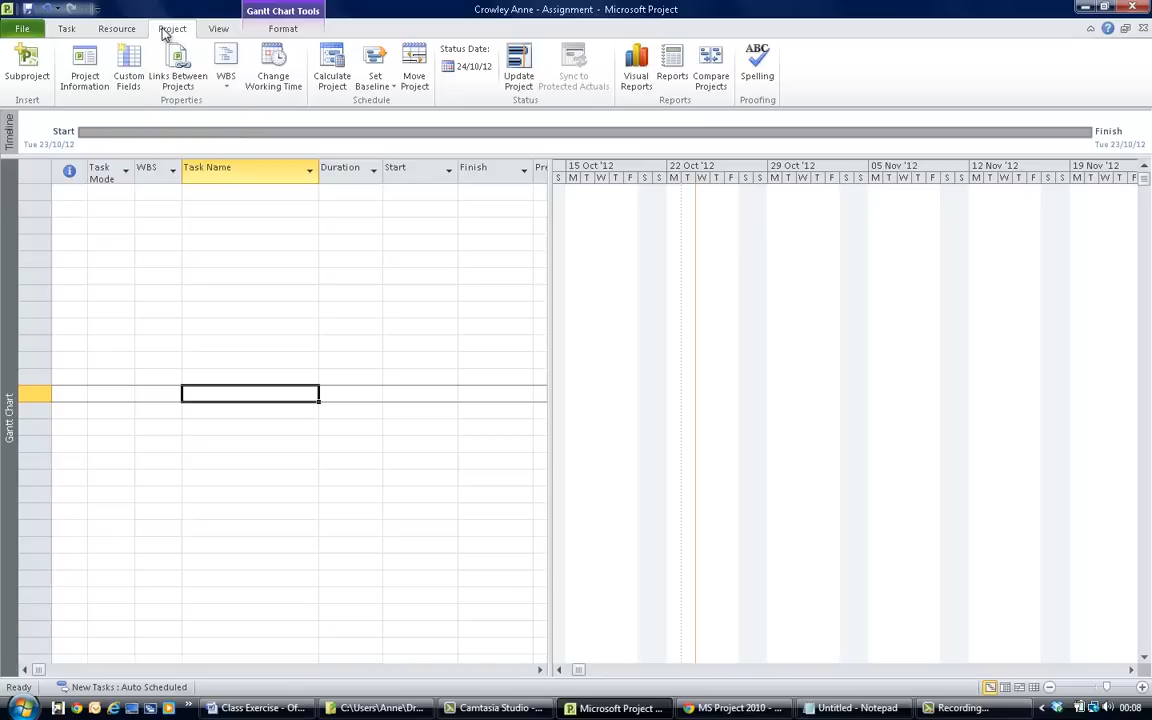 Gantt Chart Tools
Crowley Anne - Assignment - Microsoft Project
File Task Resource Project View Format
Subproject
Project Information
Custom Fields
Links Between Projects
WBS
Change Working Time
Calculate Project
Set Baseline
Move Project
Status Date:
24/10/12
Update Project
Sync to Protected Actuals
Visual Reports
Reports
Compare Projects
ABC
Spelling
Insert Properties Schedule Status Reports Proofing
Timeline
Start
Tue 23/10/12
Finish
Tue 23/10/12
Task Mode
WBS
Task Name
Duration
Start
Finish
Pre
15 Oct '12 22 Oct '12 29 Oct '12 05 Nov '12 12 Nov '12 19 Nov '12
S M T W T F S S M T W T F S S M T W T F S S M T W T F S S M T W T F S S M T W T F
Gantt Chart
Ready New Tasks : Auto Scheduled
Class Exercise - Of...
C:\Users\Anne\Dr...
Camtasia Studio -...
Microsoft Project ...
MS Project 2010 - ...
Untitled - Notepad
Recording...
00:08